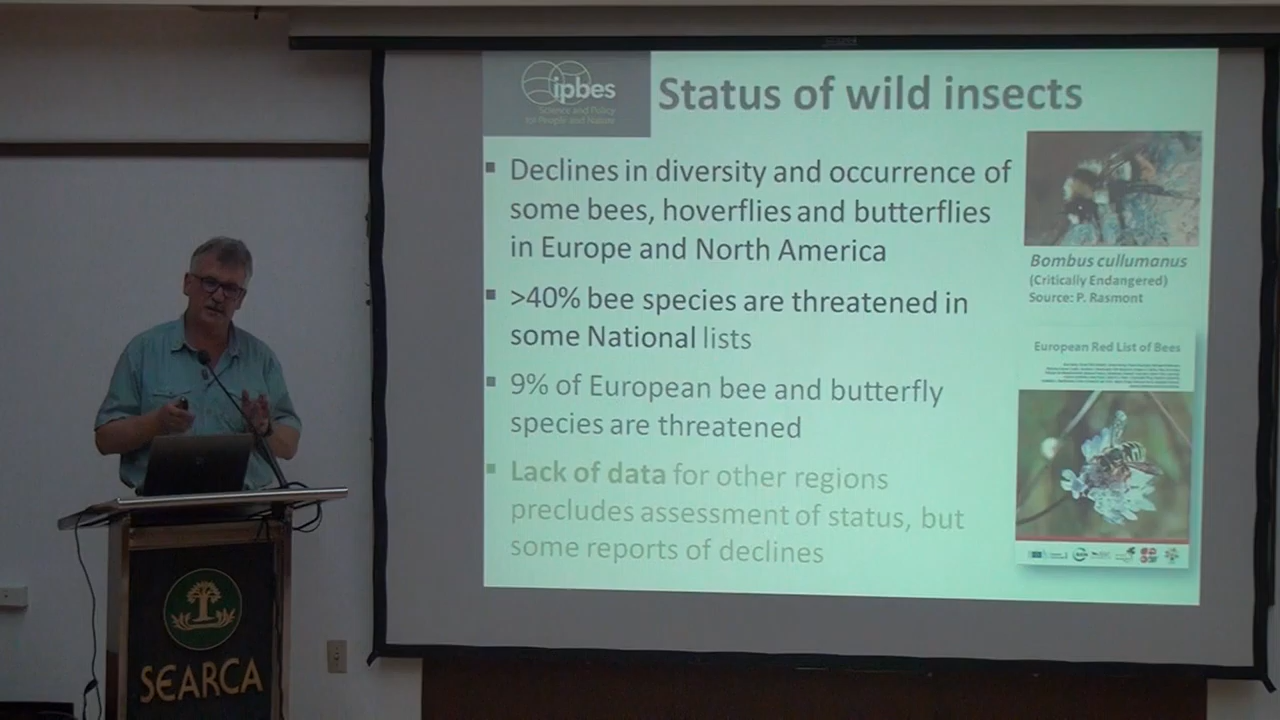 ipbes
Science and Policy
for People and Nature
Status of wild insects
Declines in diversity and occurrence of
some bees, hoverflies and butterflies
in Europe and North America
>40% bee species are threatened in
some National lists
9% of European bee and butterfly
species are threatened
Lack of data for other regions
precludes assessment of status, but
some reports of declines
Bombus cullumanus
(Critically Endangered)
Source: P. Rasmont
European Red List of Bees
SEARCA